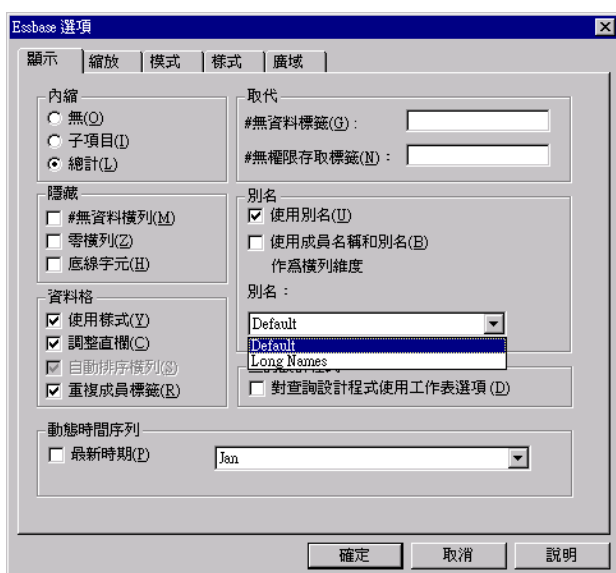 Essbase 選項
顯示 縮放 模式 樣式 廣域
內縮
無(O)
子項目(I)
總計(L)
取代
#無資料標籤(G):
#無權限存取標籤(N):
隱藏
#無資料橫列(M)
零橫列(Z)
底線字元(H)
別名
使用別名(U)
使用成員名稱和別名(B)
作爲橫列維度
別名:
Default
Default
Long Names
資料格
使用樣式(Y)
調整直欄(C)
自動排序橫列(S)
重複成員標籤(R)
對查詢設計程式使用工作表選項(D)
動態時間序列
最新時期(P)
Jan
確定 取消 說明